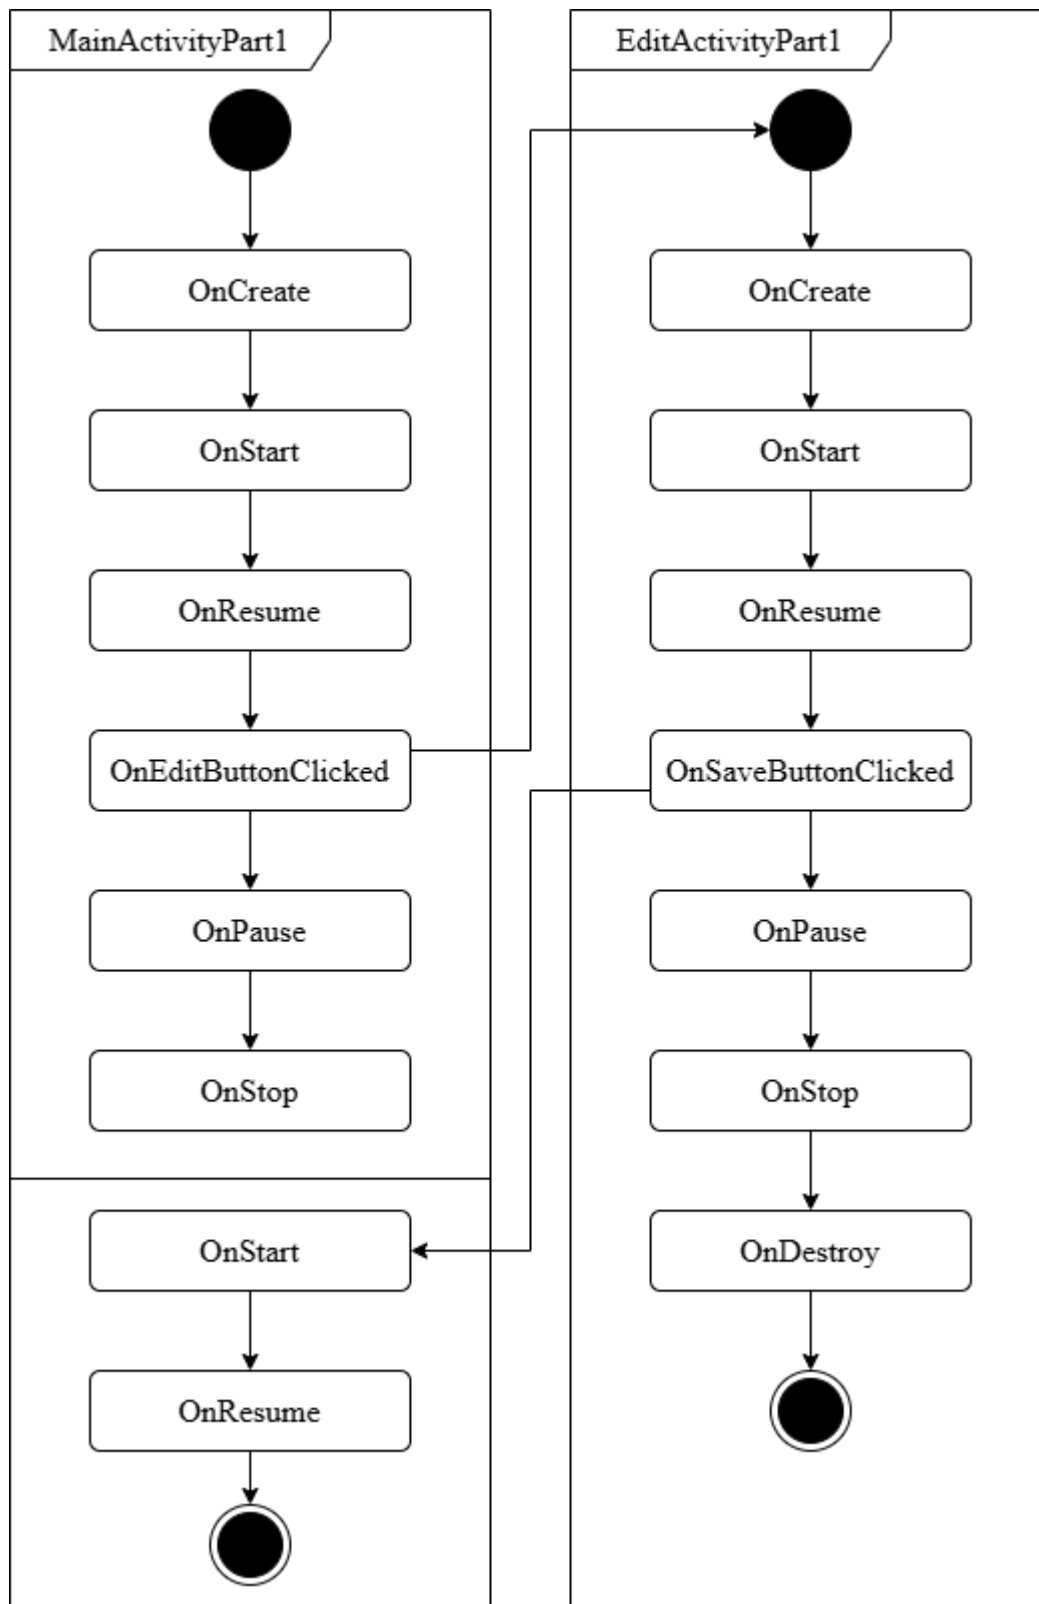 MainActivityPart1
OnCreate
OnStart
OnResume
OnEditButtonClicked
OnPause
OnStop
OnStart
OnResume
EditActivityPart1
OnCreate
OnStart
OnResume
OnSaveButtonClicked
OnPause
OnStop
OnDestroy